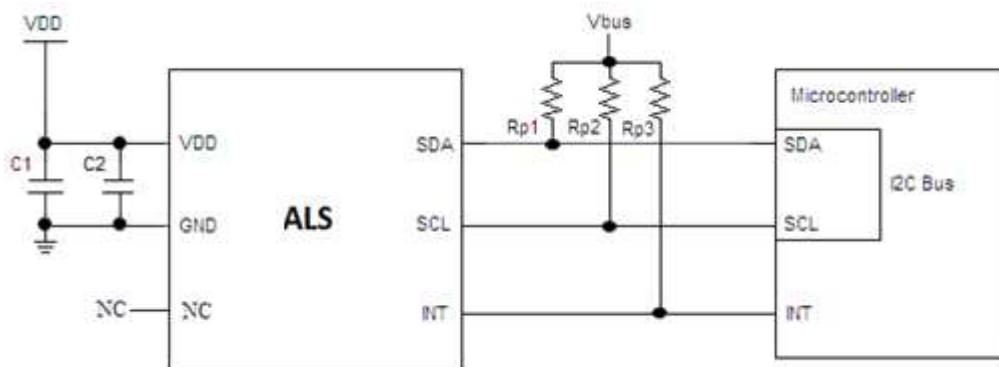 VDD
Vbus
Microcontroller
Rp1 Rp2 Rp3
VDD
SDA
SDA
C1
C2
I2C Bus
GND
ALS
SCL
SCL
NC
NC
INT
INT